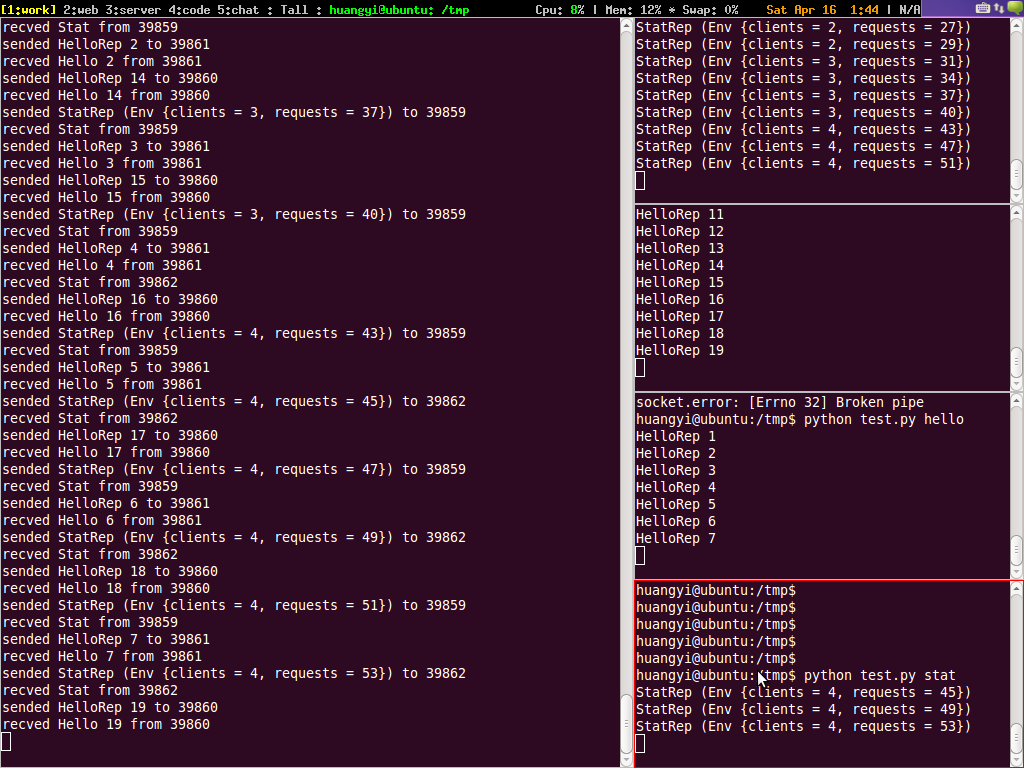 [1:work] 2:web 3:server 4:code 5:chat : Tall : huangyi@ubuntu: /tmp Cpu: 8% | Mem: 12% * Swap: 0% Sat Apr 16 1:44 | N/A
recved Stat from 39859
sended HelloRep 2 to 39861
recved Hello 2 from 39861
sended HelloRep 14 to 39860
recved Hello 14 from 39860
sended StatRep (Env {clients = 3, requests = 37}) to 39859
recved Stat from 39859
sended HelloRep 3 to 39861
recved Hello 3 from 39861
sended HelloRep 15 to 39860
recved Hello 15 from 39860
sended StatRep (Env {clients = 3, requests = 40}) to 39859
recved Stat from 39859
sended HelloRep 4 to 39861
recved Hello 4 from 39861
recved Stat from 39862
sended HelloRep 16 to 39860
recved Hello 16 from 39860
sended StatRep (Env {clients = 4, requests = 43}) to 39859
recved Stat from 39859
sended HelloRep 5 to 39861
recved Hello 5 from 39861
sended StatRep (Env {clients = 4, requests = 45}) to 39862
recved Stat from 39862
sended HelloRep 17 to 39860
recved Hello 17 from 39860
sended StatRep (Env {clients = 4, requests = 47}) to 39859
recved Stat from 39859
sended HelloRep 6 to 39861
recved Hello 6 from 39861
sended StatRep (Env {clients = 4, requests = 49}) to 39862
recved Stat from 39862
sended HelloRep 18 to 39860
recved Hello 18 from 39860
sended StatRep (Env {clients = 4, requests = 51}) to 39859
recved Stat from 39859
sended HelloRep 7 to 39861
recved Hello 7 from 39861
sended StatRep (Env {clients = 4, requests = 53}) to 39862
recved Stat from 39862
sended HelloRep 19 to 39860
recved Hello 19 from 39860
StatRep (Env {clients = 2, requests = 27})
StatRep (Env {clients = 2, requests = 29})
StatRep (Env {clients = 3, requests = 31})
StatRep (Env {clients = 3, requests = 34})
StatRep (Env {clients = 3, requests = 37})
StatRep (Env {clients = 3, requests = 40})
StatRep (Env {clients = 4, requests = 43})
StatRep (Env {clients = 4, requests = 47})
StatRep (Env {clients = 4, requests = 51})
HelloRep 11
HelloRep 12
HelloRep 13
HelloRep 14
HelloRep 15
HelloRep 16
HelloRep 17
HelloRep 18
HelloRep 19
socket.error: [Errno 32] Broken pipe
huangyi@ubuntu:/tmp$ python test.py hello
HelloRep 1
HelloRep 2
HelloRep 3
HelloRep 4
HelloRep 5
HelloRep 6
HelloRep 7
huangyi@ubuntu:/tmp$
huangyi@ubuntu:/tmp$
huangyi@ubuntu:/tmp$
huangyi@ubuntu:/tmp$
huangyi@ubuntu:/tmp$
huangyi@ubuntu:/tmp$ python test.py stat
StatRep (Env {clients = 4, requests = 45})
StatRep (Env {clients = 4, requests = 49})
StatRep (Env {clients = 4, requests = 53})